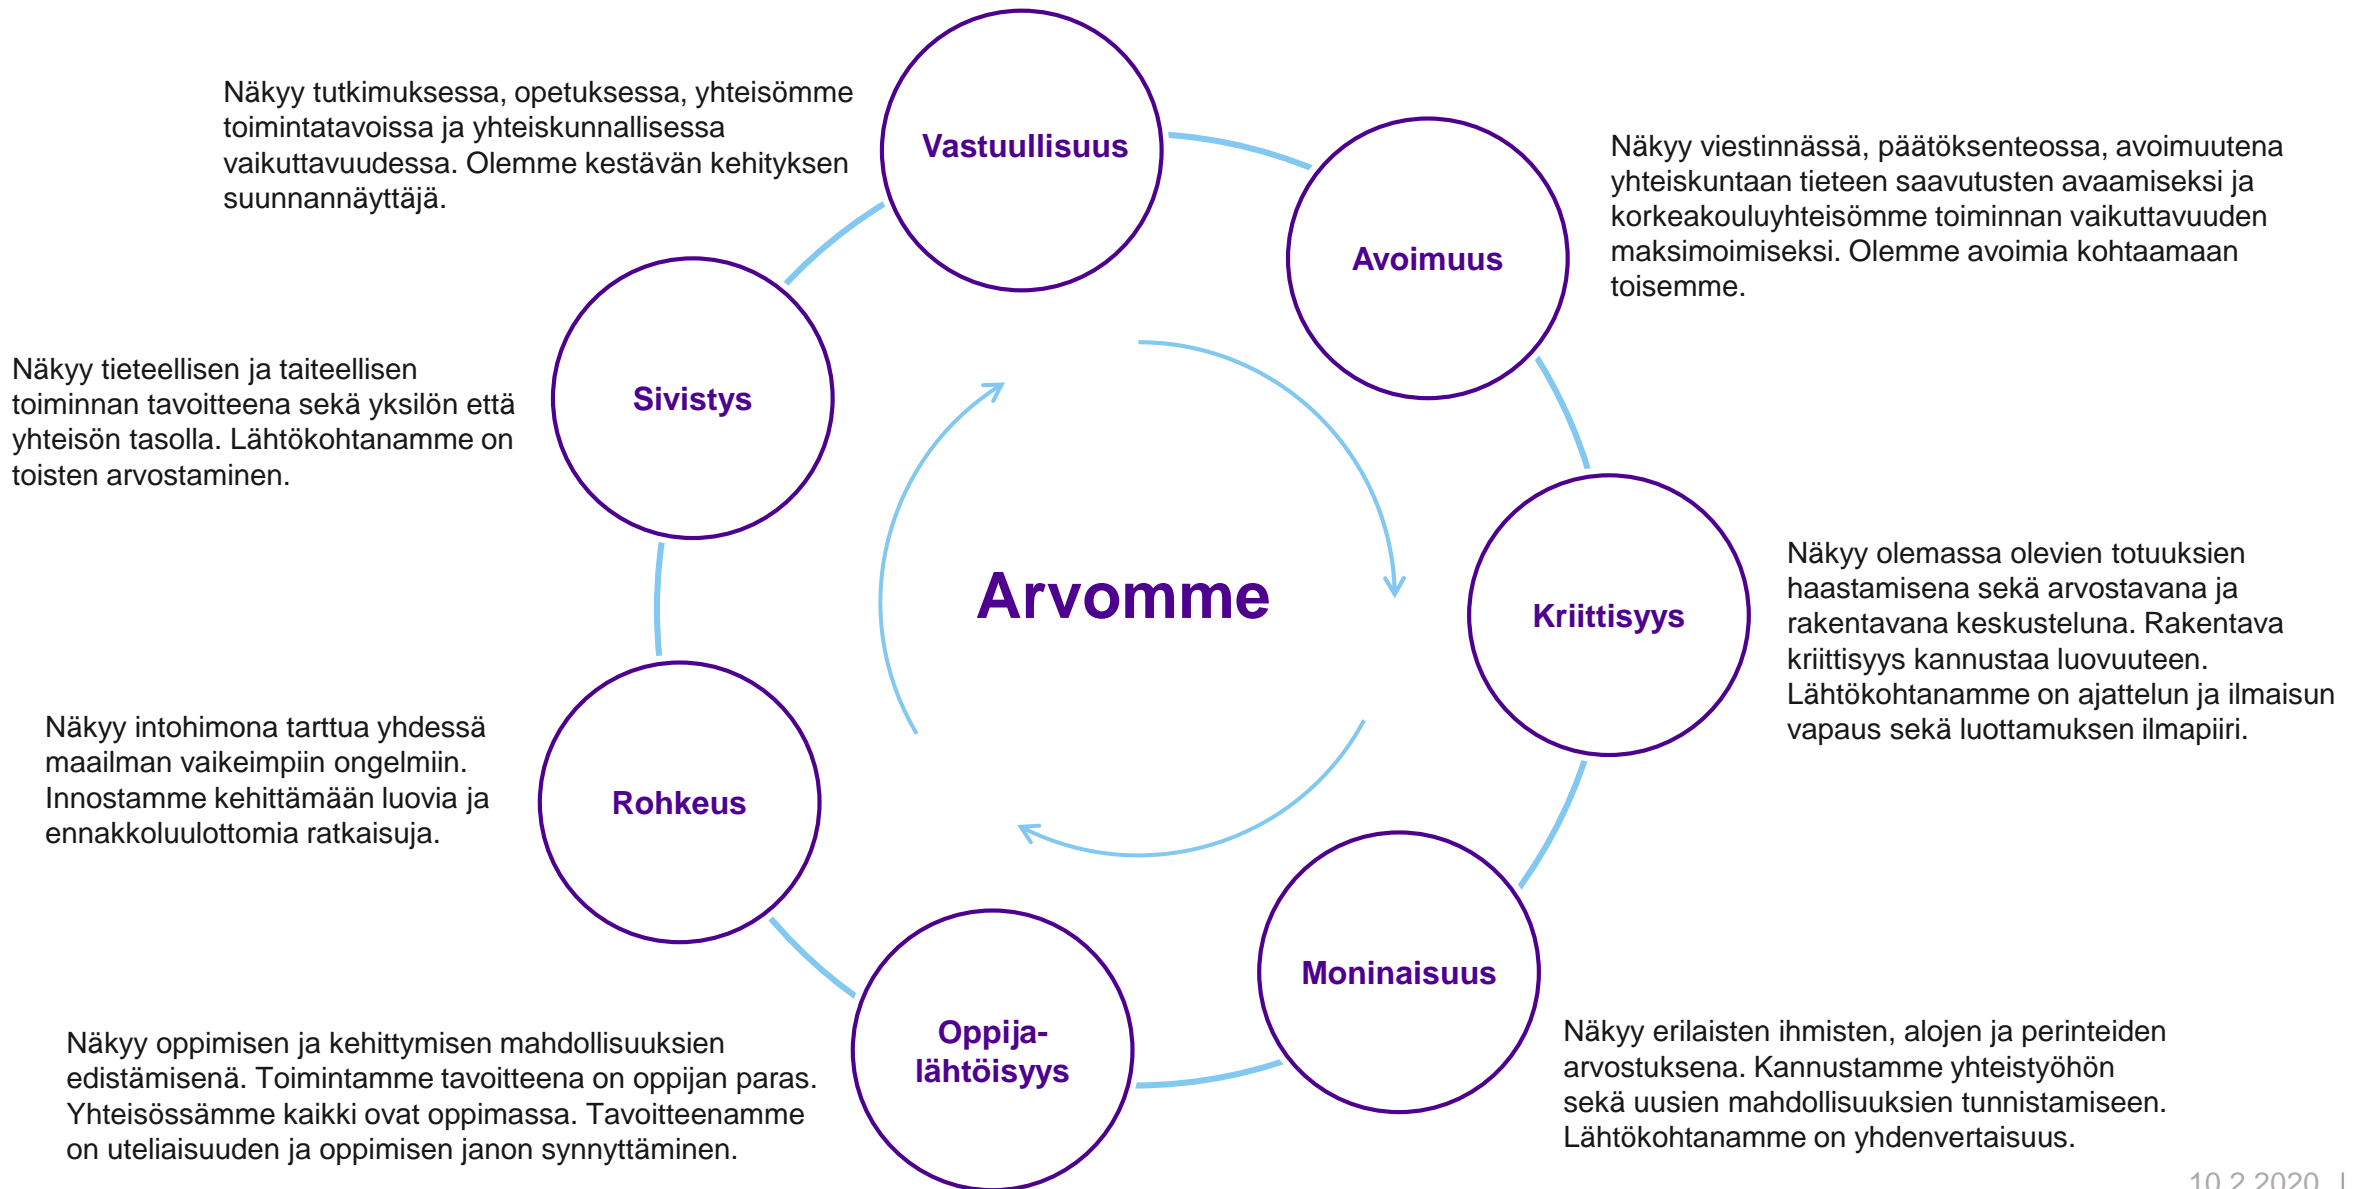 Vastuullisuus
Näkyy tutkimuksessa, opetuksessa, yhteisömme
toimintatavoissa ja yhteiskunnallisessa
vaikuttavuudessa. Olemme kestävän kehityksen
suunnannäyttäjä.
Avoimuus
Näkyy viestinnässä, päätöksenteossa, avoimuutena
yhteiskuntaan tieteen saavutusten avaamiseksi ja
korkeakouluyhteisömme toiminnan vaikuttavuuden
maksimoimiseksi. Olemme avoimia kohtaamaan
toisemme.
Sivistys
Näkyy tieteellisen ja taiteellisen
toiminnan tavoitteena sekä yksilön että
yhteisön tasolla. Lähtökohtanamme on
toisten arvostaminen.
Arvomme
Kriittisyys
Näkyy olemassa olevien totuuksien
haastamisena sekä arvostavana ja
rakentavana keskusteluna. Rakentava
kriittisyys kannustaa luovuuteen.
Lähtökohtanamme on ajattelun ja ilmaisun
vapaus sekä luottamuksen ilmapiiri.
Rohkeus
Näkyy intohimona tarttua yhdessä
maailman vaikeimpiin ongelmiin.
Innostamme kehittämään luovia ja
ennakkoluulottomia ratkaisuja.
Moninaisuus
Näkyy erilaisten ihmisten, alojen ja perinteiden
arvostuksena. Kannustamme yhteistyöhön
sekä uusien mahdollisuuksien tunnistamiseen.
Lähtökohtanamme on yhdenvertaisuus.
Oppija-
lähtöisyys
Näkyy oppimisen ja kehittymisen mahdollisuuksien
edistämisenä. Toimintamme tavoitteena on oppijan paras.
Yhteisössämme kaikki ovat oppimassa. Tavoitteenamme
on uteliaisuuden ja oppimisen janon synnyttäminen.
10.2.2020 |